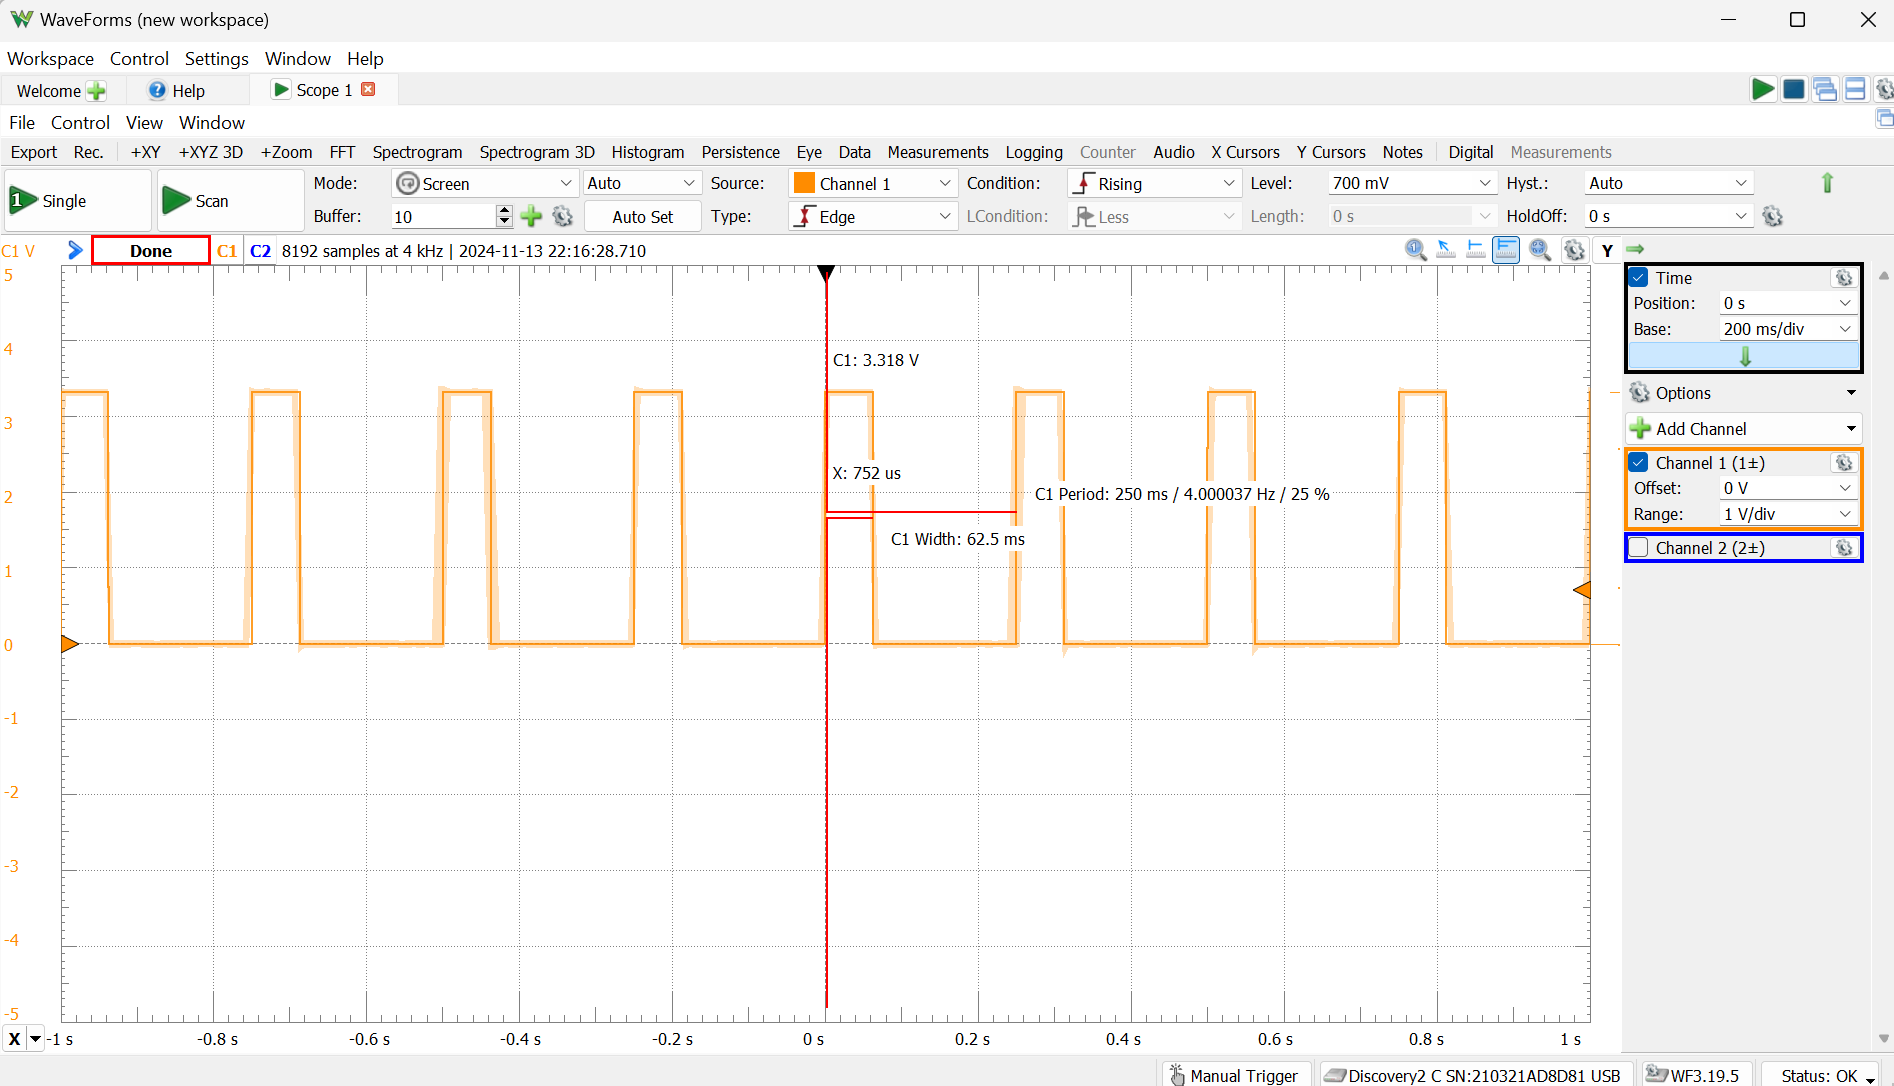 WaveForms (new workspace)
Workspace Control Settings Window Help
Welcome Help Scope 1
File Control View Window
Export Rec. +XY +XYZ 3D +Zoom FFT Spectrogram Spectrogram 3D Histogram Persistence Eye Data Measurements Logging Counter Audio X Cursors Y Cursors Notes Digital Measurements
1 Single Scan Mode: Screen Auto Source: Channel 1 Condition: Rising Level: 700 mV Hyst.: Auto
Buffer: 10 Auto Set Type: Edge LCondition: Less Length: 0 s HoldOff: 0 s
C1 V Done C1 C2 8192 samples at 4 kHz | 2024-11-13 22:16:28.710 Y
5
4
3
2
1
0
-1
-2
-3
-4
-5
C1: 3.318 V
X: 752 us
C1 Period: 250 ms / 4.000037 Hz / 25 %
C1 Width: 62.5 ms
X -1 s -0.8 s -0.6 s -0.4 s -0.2 s 0 s 0.2 s 0.4 s 0.6 s 0.8 s 1 s
Time
Position: 0 s
Base: 200 ms/div
Options
Add Channel
Channel 1 (1±)
Offset: 0 V
Range: 1 V/div
Channel 2 (2±)
Manual Trigger Discovery2 C SN:210321AD8D81 USB WF3.19.5 Status: OK